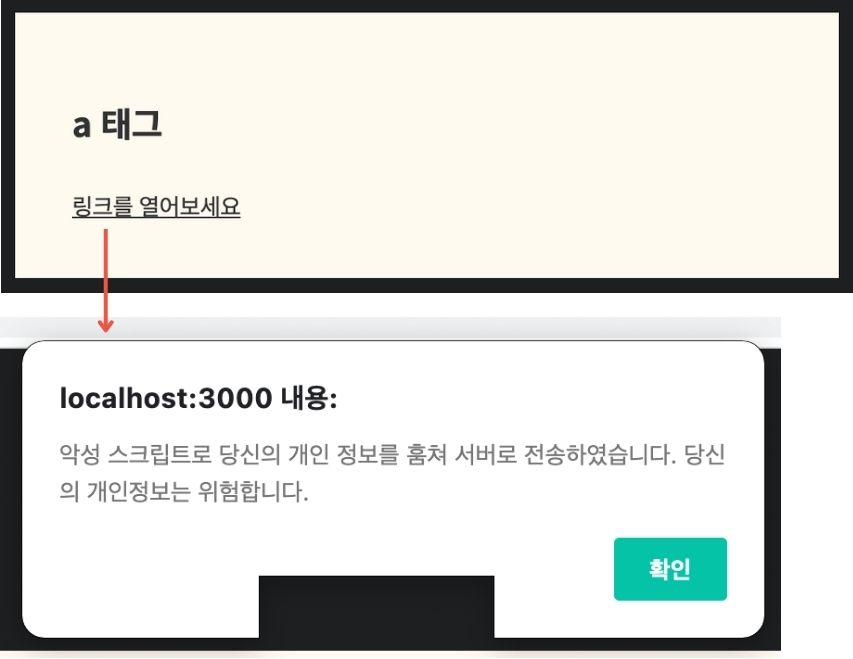 a 태그
링크를 열어보세요
localhost:3000 내용:
악성 스크립트로 당신의 개인 정보를 훔쳐 서버로 전송하였습니다. 당신
의 개인정보는 위험합니다.
확인